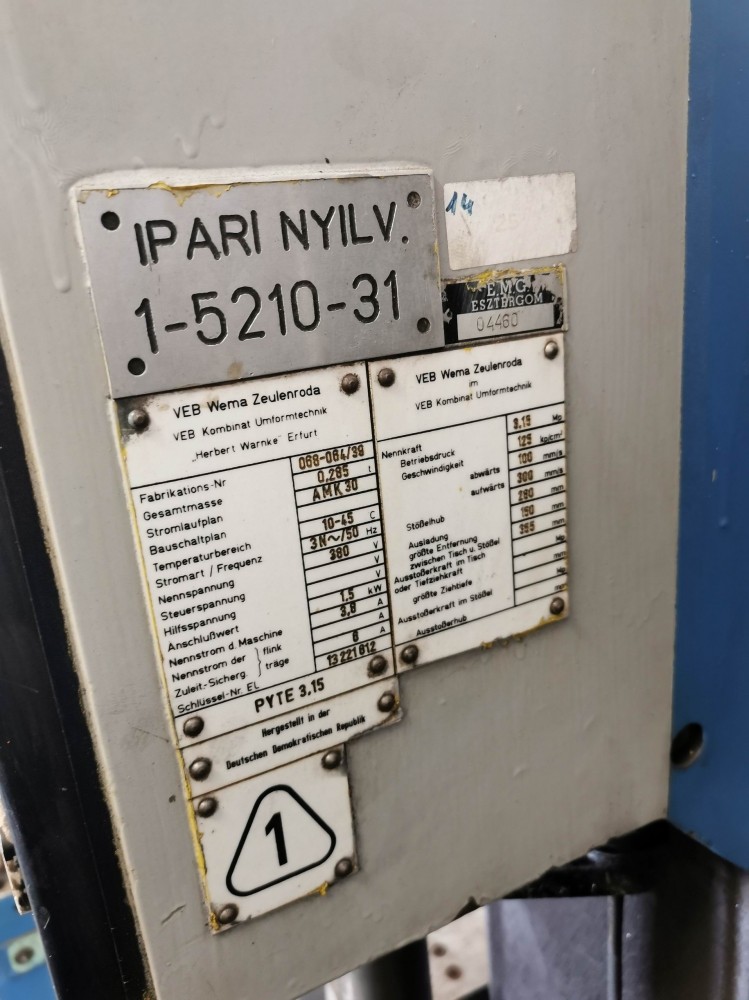 IPARI NYILV.
1-5210-31
14
E.M.G.
ESZTERGOM
04460
VEB Wema Zeulenroda
VEB Kombinat Umformtechnik
„Herbert Warnke" Erfurt
Fabrikations-Nr 068-064/39
Gesamtmasse 0,285 t
Stromlaufplan AMK 30
Bauschaltplan
Temperaturbereich 10-45 C
Stromart / Frequenz 3N~/50 Hz
Nennspannung 380 V
Steuerspannung V
Hilfsspannung V
Anschlußwert 1,5 kW
Nennstrom d. Maschine 3,8 A
Nennstrom der } flink A
Zuleit-Sicherg. } träge 6 A
Schlüssel-Nr. EL 13 221 612
PYTE 3,15
Hergestellt in der
Deutschen Demokratischen Republik
1
VEB Wema Zeulenroda
im
VEB Kombinat Umformtechnik
Nennkraft 3,15 Mp
Betriebsdruck 125 kp/cm²
Geschwindigkeit abwärts 100 mm/s
aufwärts 300 mm/s
Stößelhub 280 mm
Ausladung 150 mm
größte Entfernung
zwischen Tisch u. Stößel 355 mm
Ausstoßerkraft im Tisch
oder Tiefziehkraft Mp
größte Ziehtiefe mm
Ausstoßerkraft im Stößel Mp
Ausstoßerhub mm